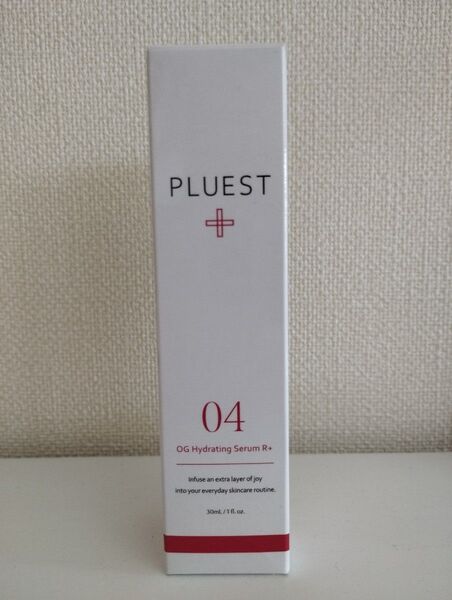 PLUEST
04
OG Hydrating Serum R+
Infuse an extra layer of joy
into your everyday skincare routine.
30mL / 1 fl. oz.